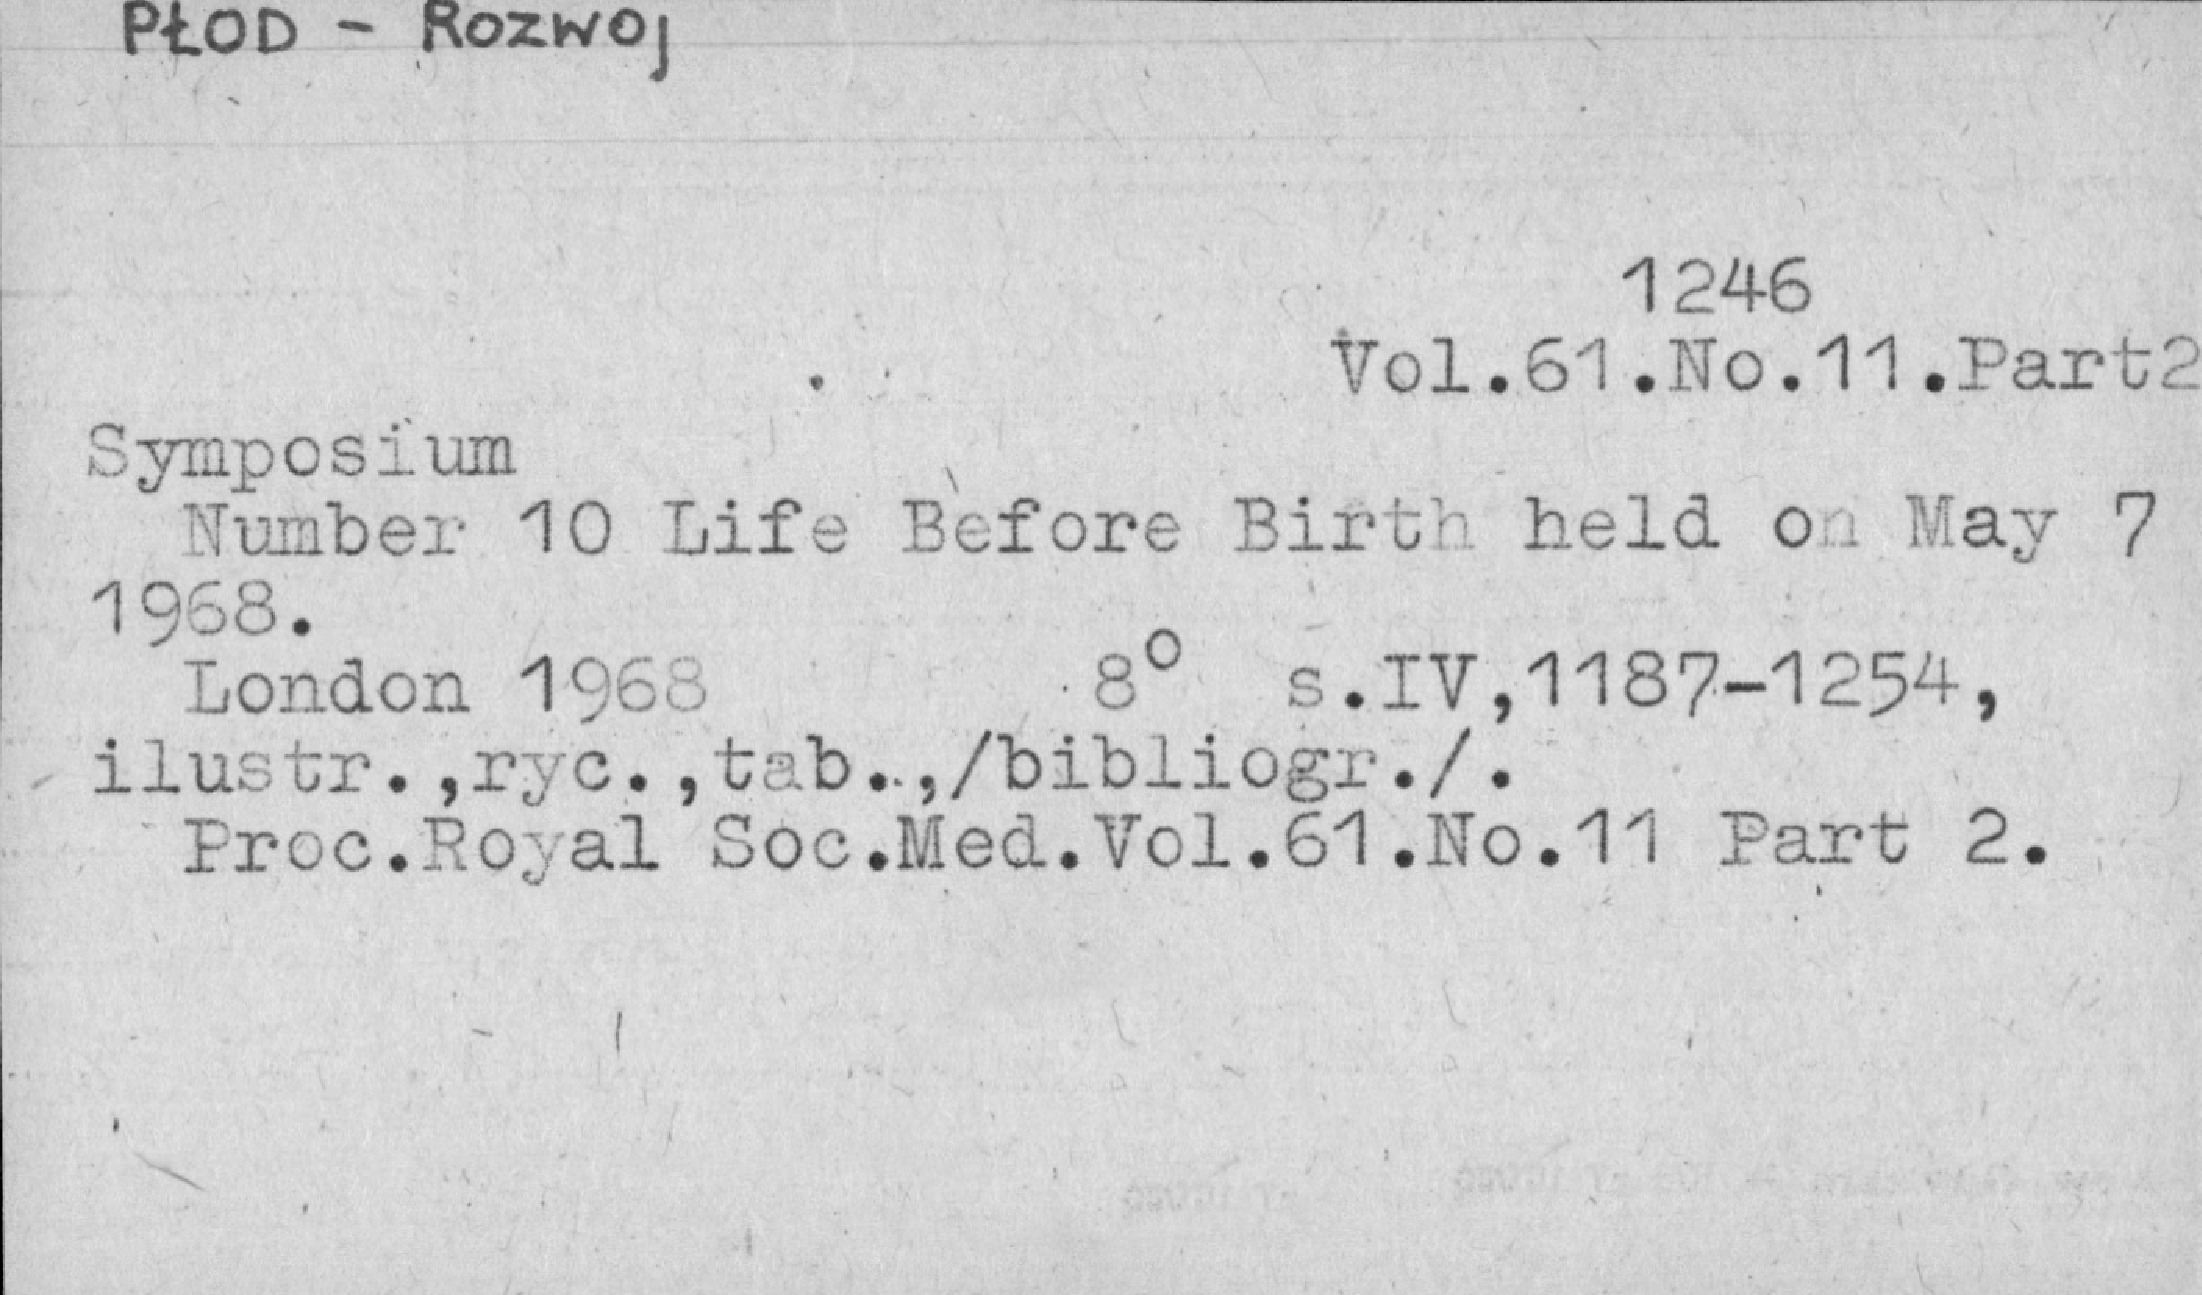 PŁOD - ROZWOJ
1246
Vol.61.No.11.Part2
Symposium
Number 10 Life Before Birth held on May 7
1968.
London 1968 8° s.IV,1187-1254,
ilustr.,ryc.,tab.,/bibliogr./.
Proc.Royal Soc.Med.Vol.61.No.11 Part 2.